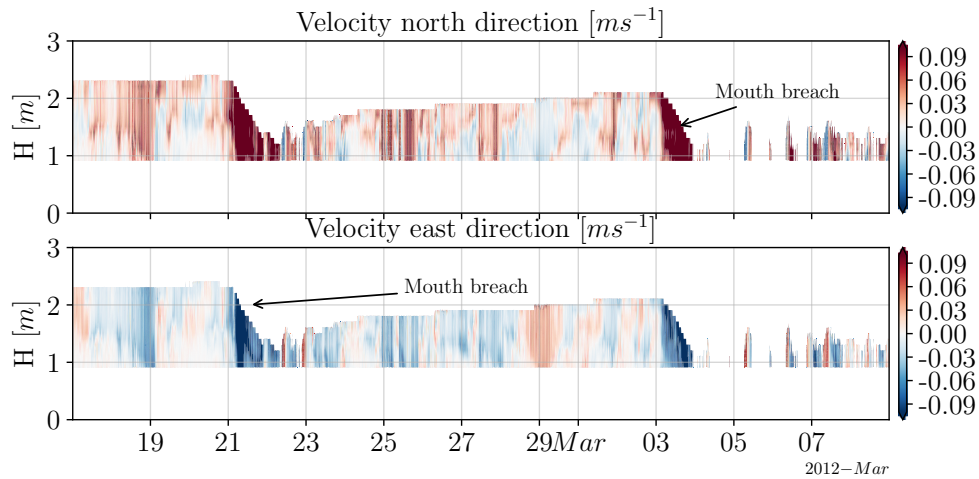 Velocity north direction [ms⁻¹]
3
2
1
0
H [m]
Mouth breach
0.09
0.06
0.03
0.00
-0.03
-0.06
-0.09
Velocity east direction [ms⁻¹]
3
2
1
0
H [m]
Mouth breach
0.09
0.06
0.03
0.00
-0.03
-0.06
-0.09
19 21 23 25 27 29 Mar 03 05 07
2012-Mar